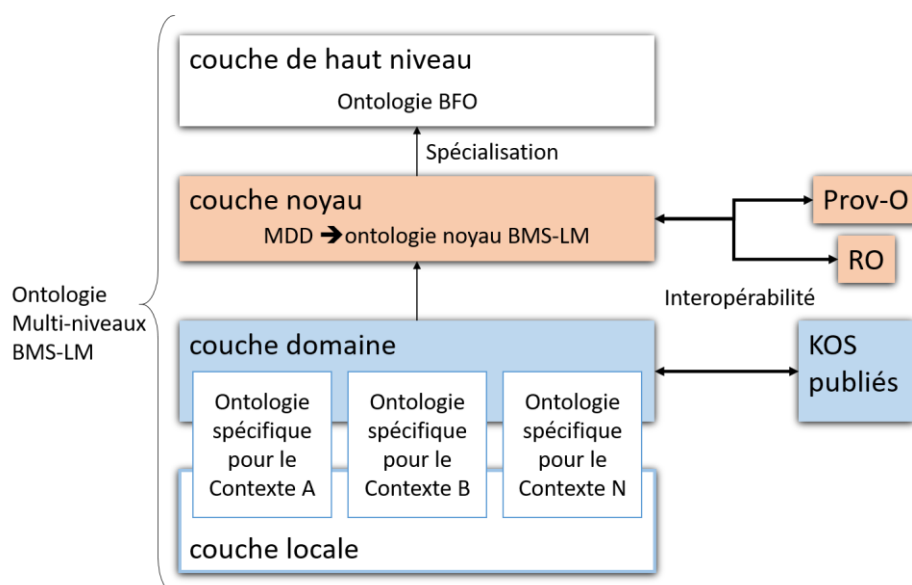 couche de haut niveau
Ontologie BFO
Spécialisation
couche noyau
MDD ➔ ontologie noyau BMS-LM
Prov-O
RO
Interopérabilité
Ontologie
Multi-niveaux
BMS-LM
couche domaine
KOS
publiés
Ontologie
spécifique
pour le
Contexte A
Ontologie
spécifique
pour le
Contexte B
Ontologie
spécifique
pour le
Contexte N
couche locale